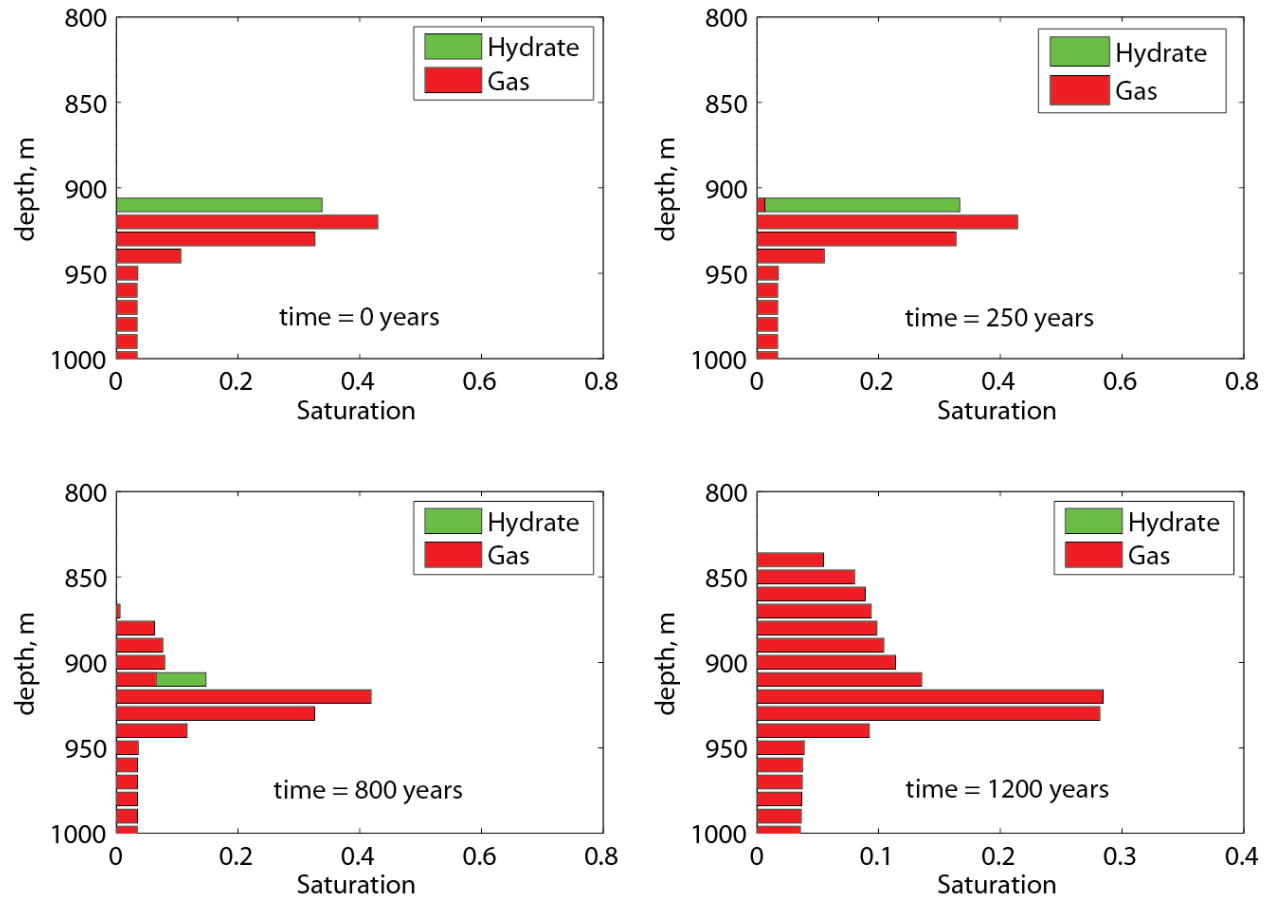 800
850
900
950
1000
depth, m
Hydrate
Gas
time = 0 years
0 0.2 0.4 0.6 0.8
Saturation
800
850
900
950
1000
depth, m
Hydrate
Gas
time = 250 years
0 0.2 0.4 0.6 0.8
Saturation
800
850
900
950
1000
depth, m
Hydrate
Gas
time = 800 years
0 0.2 0.4 0.6 0.8
Saturation
800
850
900
950
1000
depth, m
Hydrate
Gas
time = 1200 years
0 0.1 0.2 0.3 0.4
Saturation